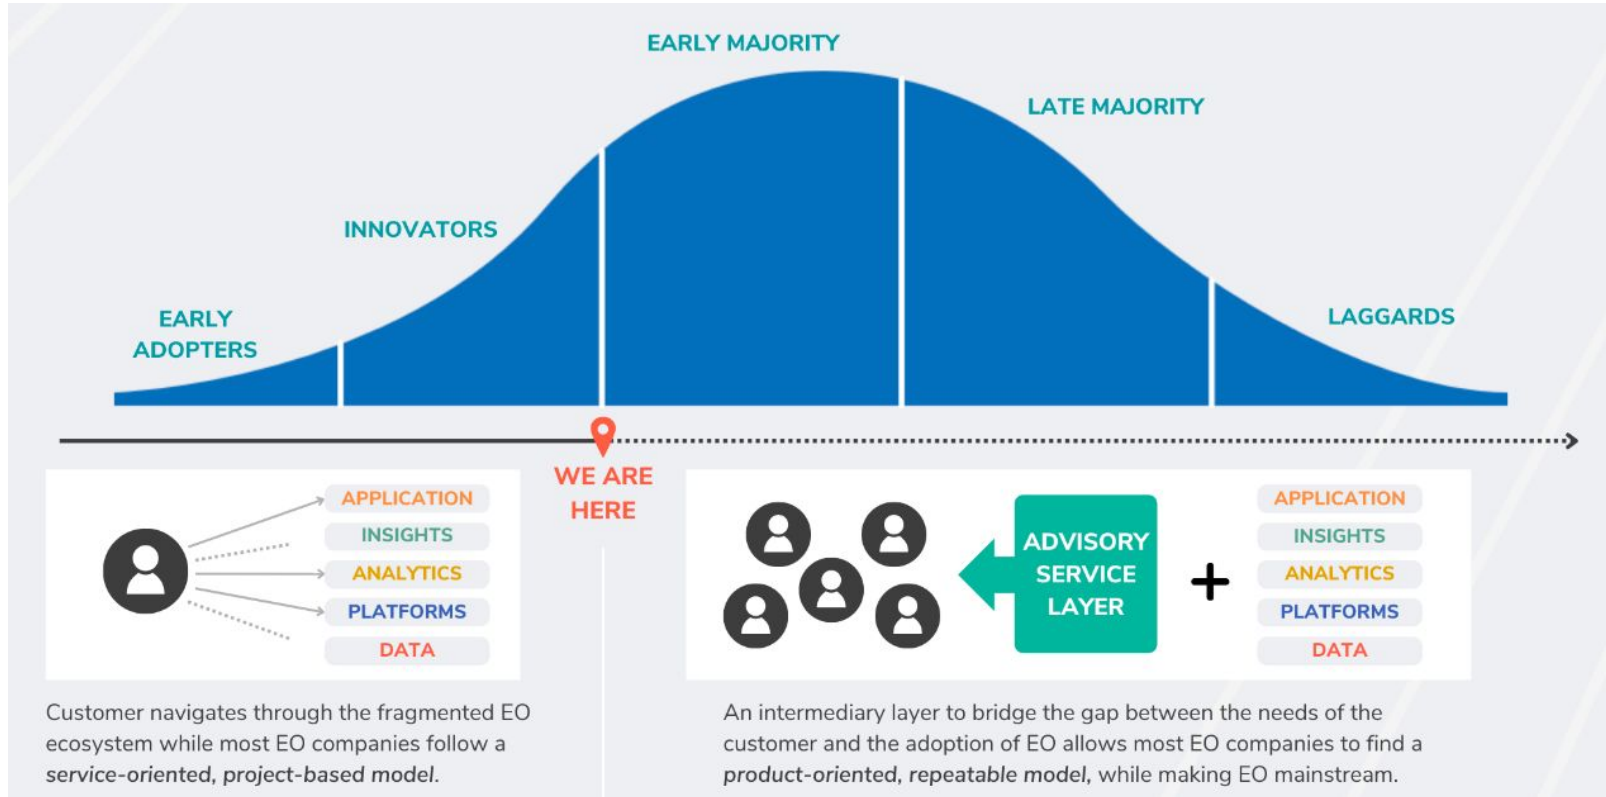 EARLY MAJORITY
LATE MAJORITY
INNOVATORS
EARLY
ADOPTERS
LAGGARDS
WE ARE
HERE
APPLICATION
INSIGHTS
ANALYTICS
PLATFORMS
DATA
ADVISORY
SERVICE
LAYER
+
APPLICATION
INSIGHTS
ANALYTICS
PLATFORMS
DATA
Customer navigates through the fragmented EO
ecosystem while most EO companies follow a
service-oriented, project-based model.
An intermediary layer to bridge the gap between the needs of the
customer and the adoption of EO allows most EO companies to find a
product-oriented, repeatable model, while making EO mainstream.